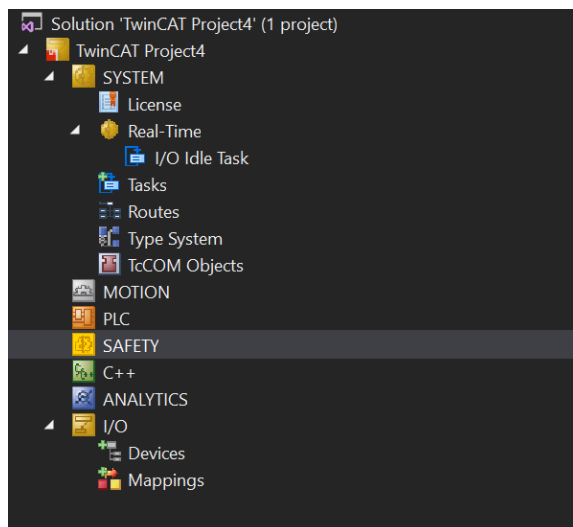 Solution 'TwinCAT Project4' (1 project)
TwinCAT Project4
SYSTEM
License
Real-Time
I/O Idle Task
Tasks
Routes
Type System
TcCOM Objects
MOTION
PLC
SAFETY
C++
ANALYTICS
I/O
Devices
Mappings